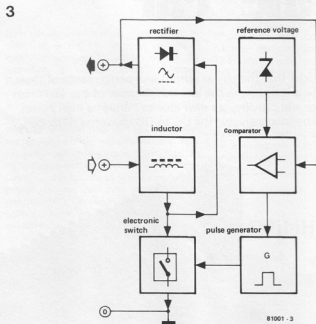 3
rectifier
reference voltage
+
inductor
Comparator
+
electronic
switch
pulse generator
G
0
81001 - 3